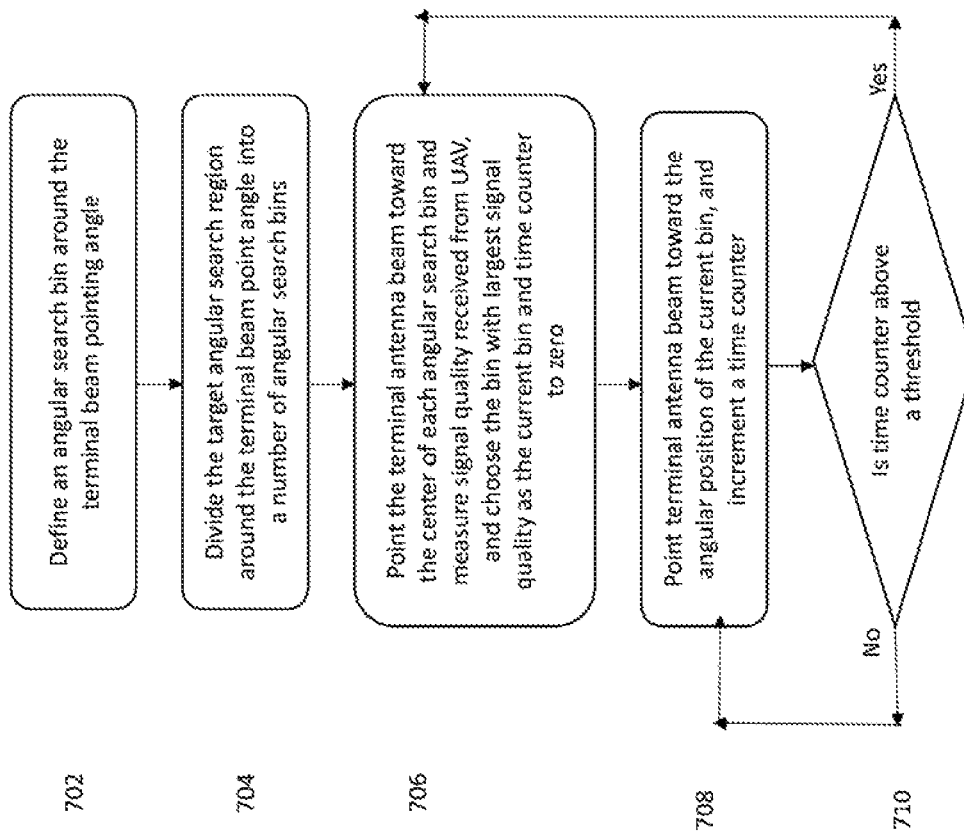 702
Define an angular search bin around the
terminal beam pointing angle
704
Divide the target angular search region
around the terminal beam point angle into
a number of angular search bins
706
Point the terminal antenna beam toward
the center of each angular search bin and
measure signal quality received from UAV,
and choose the bin with largest signal
quality as the current bin and time counter
to zero
708
Point terminal antenna beam toward the
angular position of the current bin, and
increment a time counter
710
Is time counter above
a threshold
No
Yes